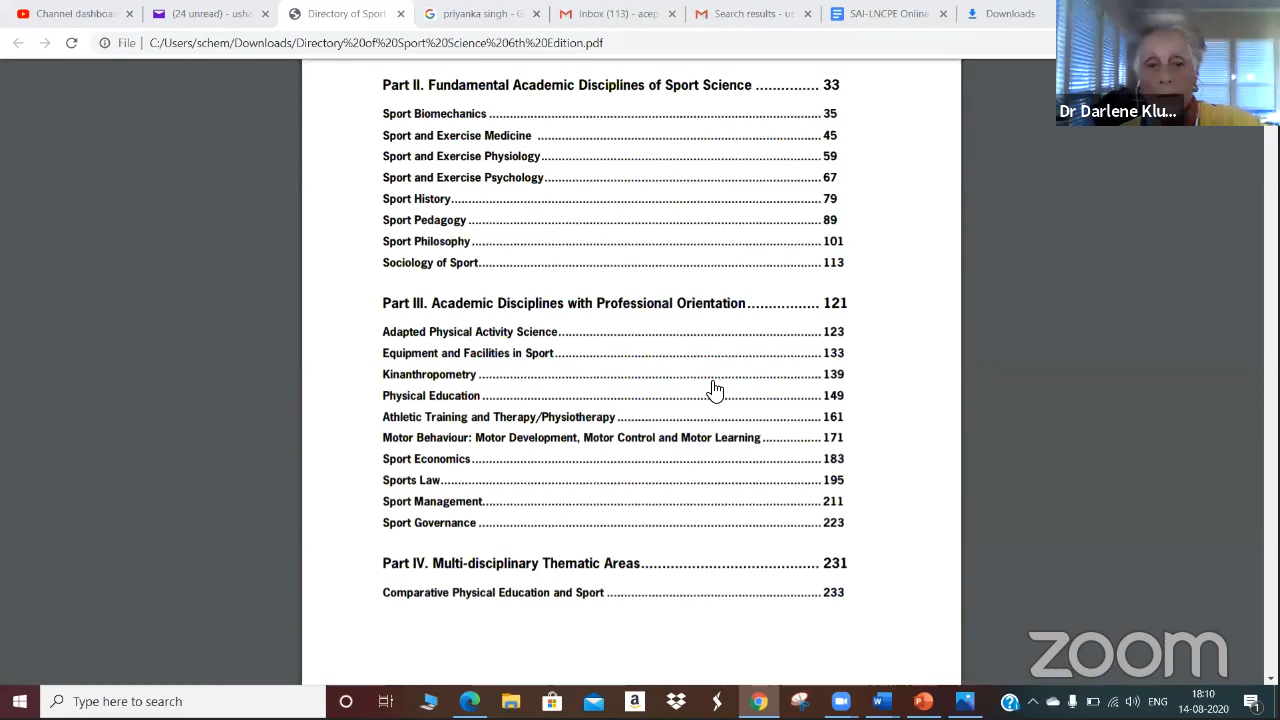 Channel dashboar
(24 unread) - usha
Directory of Sport
priyanka singh - G
Inbox (113) - acep
Search results - u
SAI-LNCPE Online
Downloads
File | C:/Users/schem/Downloads/Directory%20of%20Sport%20Science%206th%20Edition.pdf
Dr Darlene Klu...
Part II. Fundamental Academic Disciplines of Sport Science ............... 33
Sport Biomechanics ............... 35
Sport and Exercise Medicine ............... 45
Sport and Exercise Physiology ............... 59
Sport and Exercise Psychology ............... 67
Sport History ............... 79
Sport Pedagogy ............... 89
Sport Philosophy ............... 101
Sociology of Sport ............... 113
Part III. Academic Disciplines with Professional Orientation ............... 121
Adapted Physical Activity Science ............... 123
Equipment and Facilities in Sport ............... 133
Kinanthropometry ............... 139
Physical Education ............... 149
Athletic Training and Therapy/Physiotherapy ............... 161
Motor Behaviour: Motor Development, Motor Control and Motor Learning ............... 171
Sport Economics ............... 183
Sports Law ............... 195
Sport Management ............... 211
Sport Governance ............... 223
Part IV. Multi-disciplinary Thematic Areas ............... 231
Comparative Physical Education and Sport ............... 233
zoom
Type here to search
ENG
18:10
14-08-2020